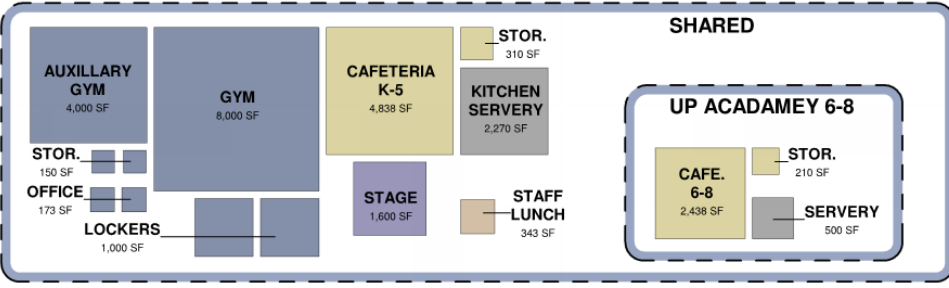 SHARED
AUXILLARY
GYM
4,000 SF
GYM
8,000 SF
CAFETERIA
K-5
4,838 SF
STOR.
310 SF
KITCHEN
SERVERY
2,270 SF
STOR.
150 SF
OFFICE
173 SF
LOCKERS
1,000 SF
STAGE
1,600 SF
STAFF
LUNCH
343 SF
UP ACADAMEY 6-8
CAFE.
6-8
2,438 SF
STOR.
210 SF
SERVERY
500 SF